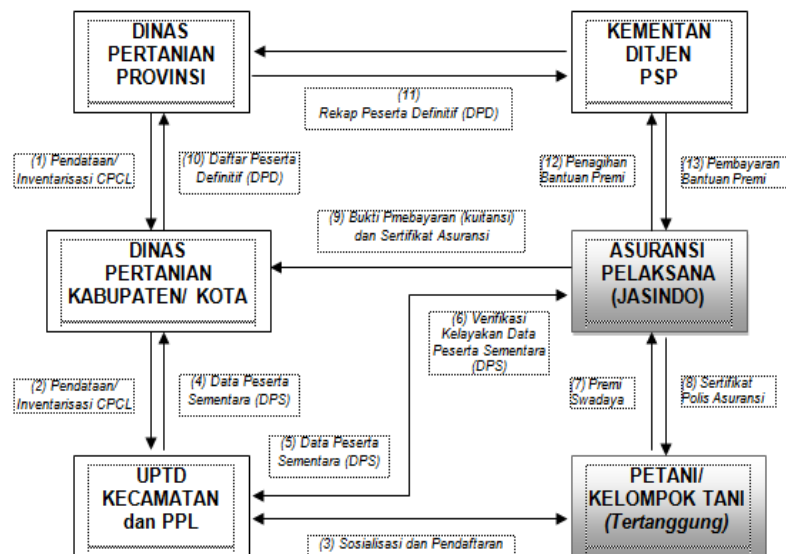 DINAS
PERTANIAN
PROVINSI
KEMENTAN
DITJEN
PSP
(11)
Rekap Peserta Definitif (DPD)
(1) Pendataan/
Inventarisasi CPCL
(10) Daftar Peserta
Definitif (DPD)
(12) Penagihan
Bantuan Premi
(13) Pembayaran
Bantuan Premi
(9) Bukti Pmebayaran (kuitansi)
dan Sertifikat Asuransi
DINAS
PERTANIAN
KABUPATEN/ KOTA
ASURANSI
PELAKSANA
(JASINDO)
(6) Verifikasi
Kelayakan Data
Peserta Sementara
(DPS)
(2) Pendataan/
Inventarisasi CPCL
(4) Data Peserta
Sementara (DPS)
(7) Premi
Swadaya
(8) Sertifikat
Polis Asuransi
(5) Data Peserta
Sementara (DPS)
UPTD
KECAMATAN
dan PPL
PETANI/
KELOMPOK TANI
(Tertanggung)
(3) Sosialisasi dan Pendaftaran